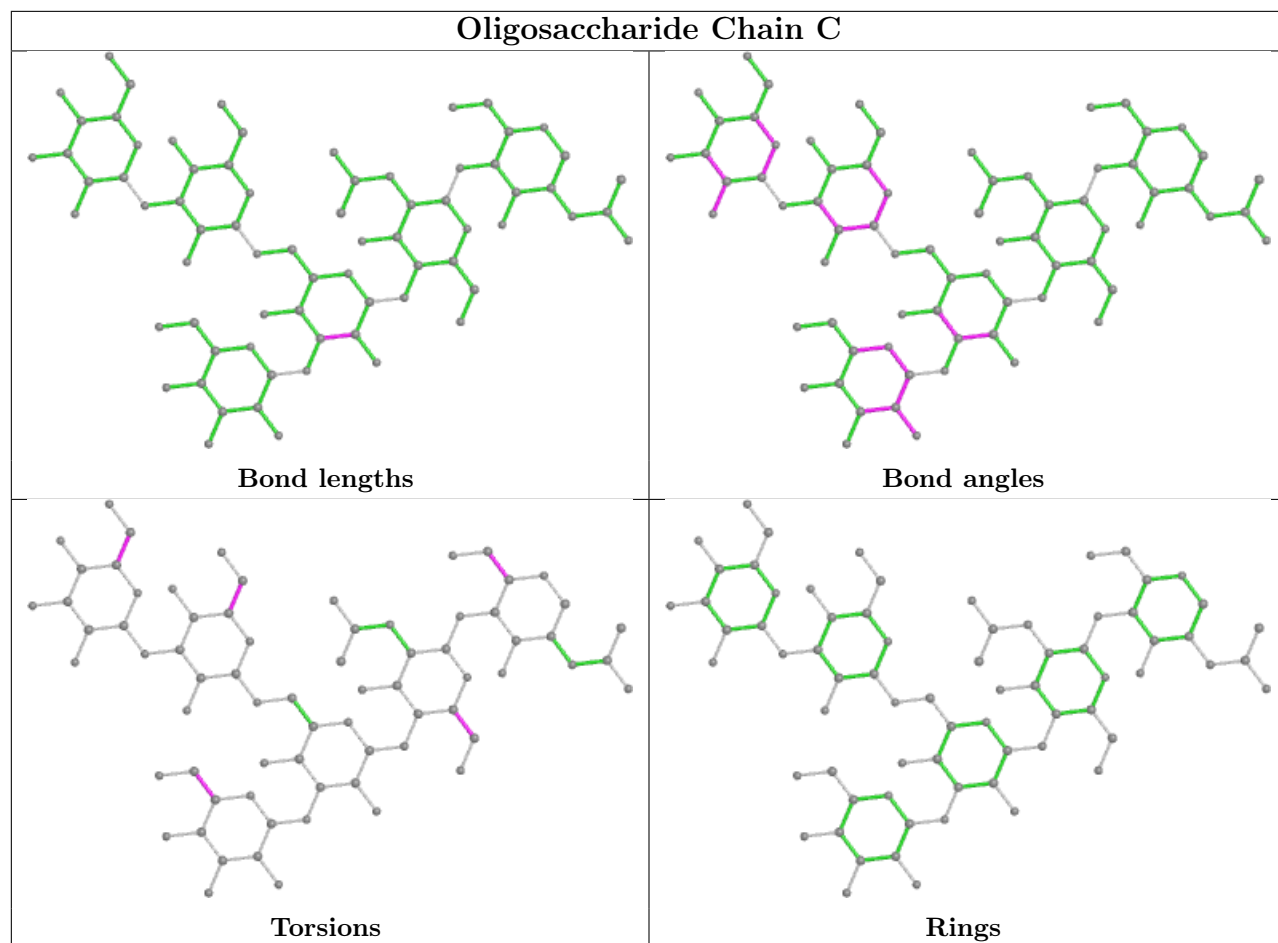 Oligosaccharide Chain C
Bond lengths
Bond angles
Torsions
Rings